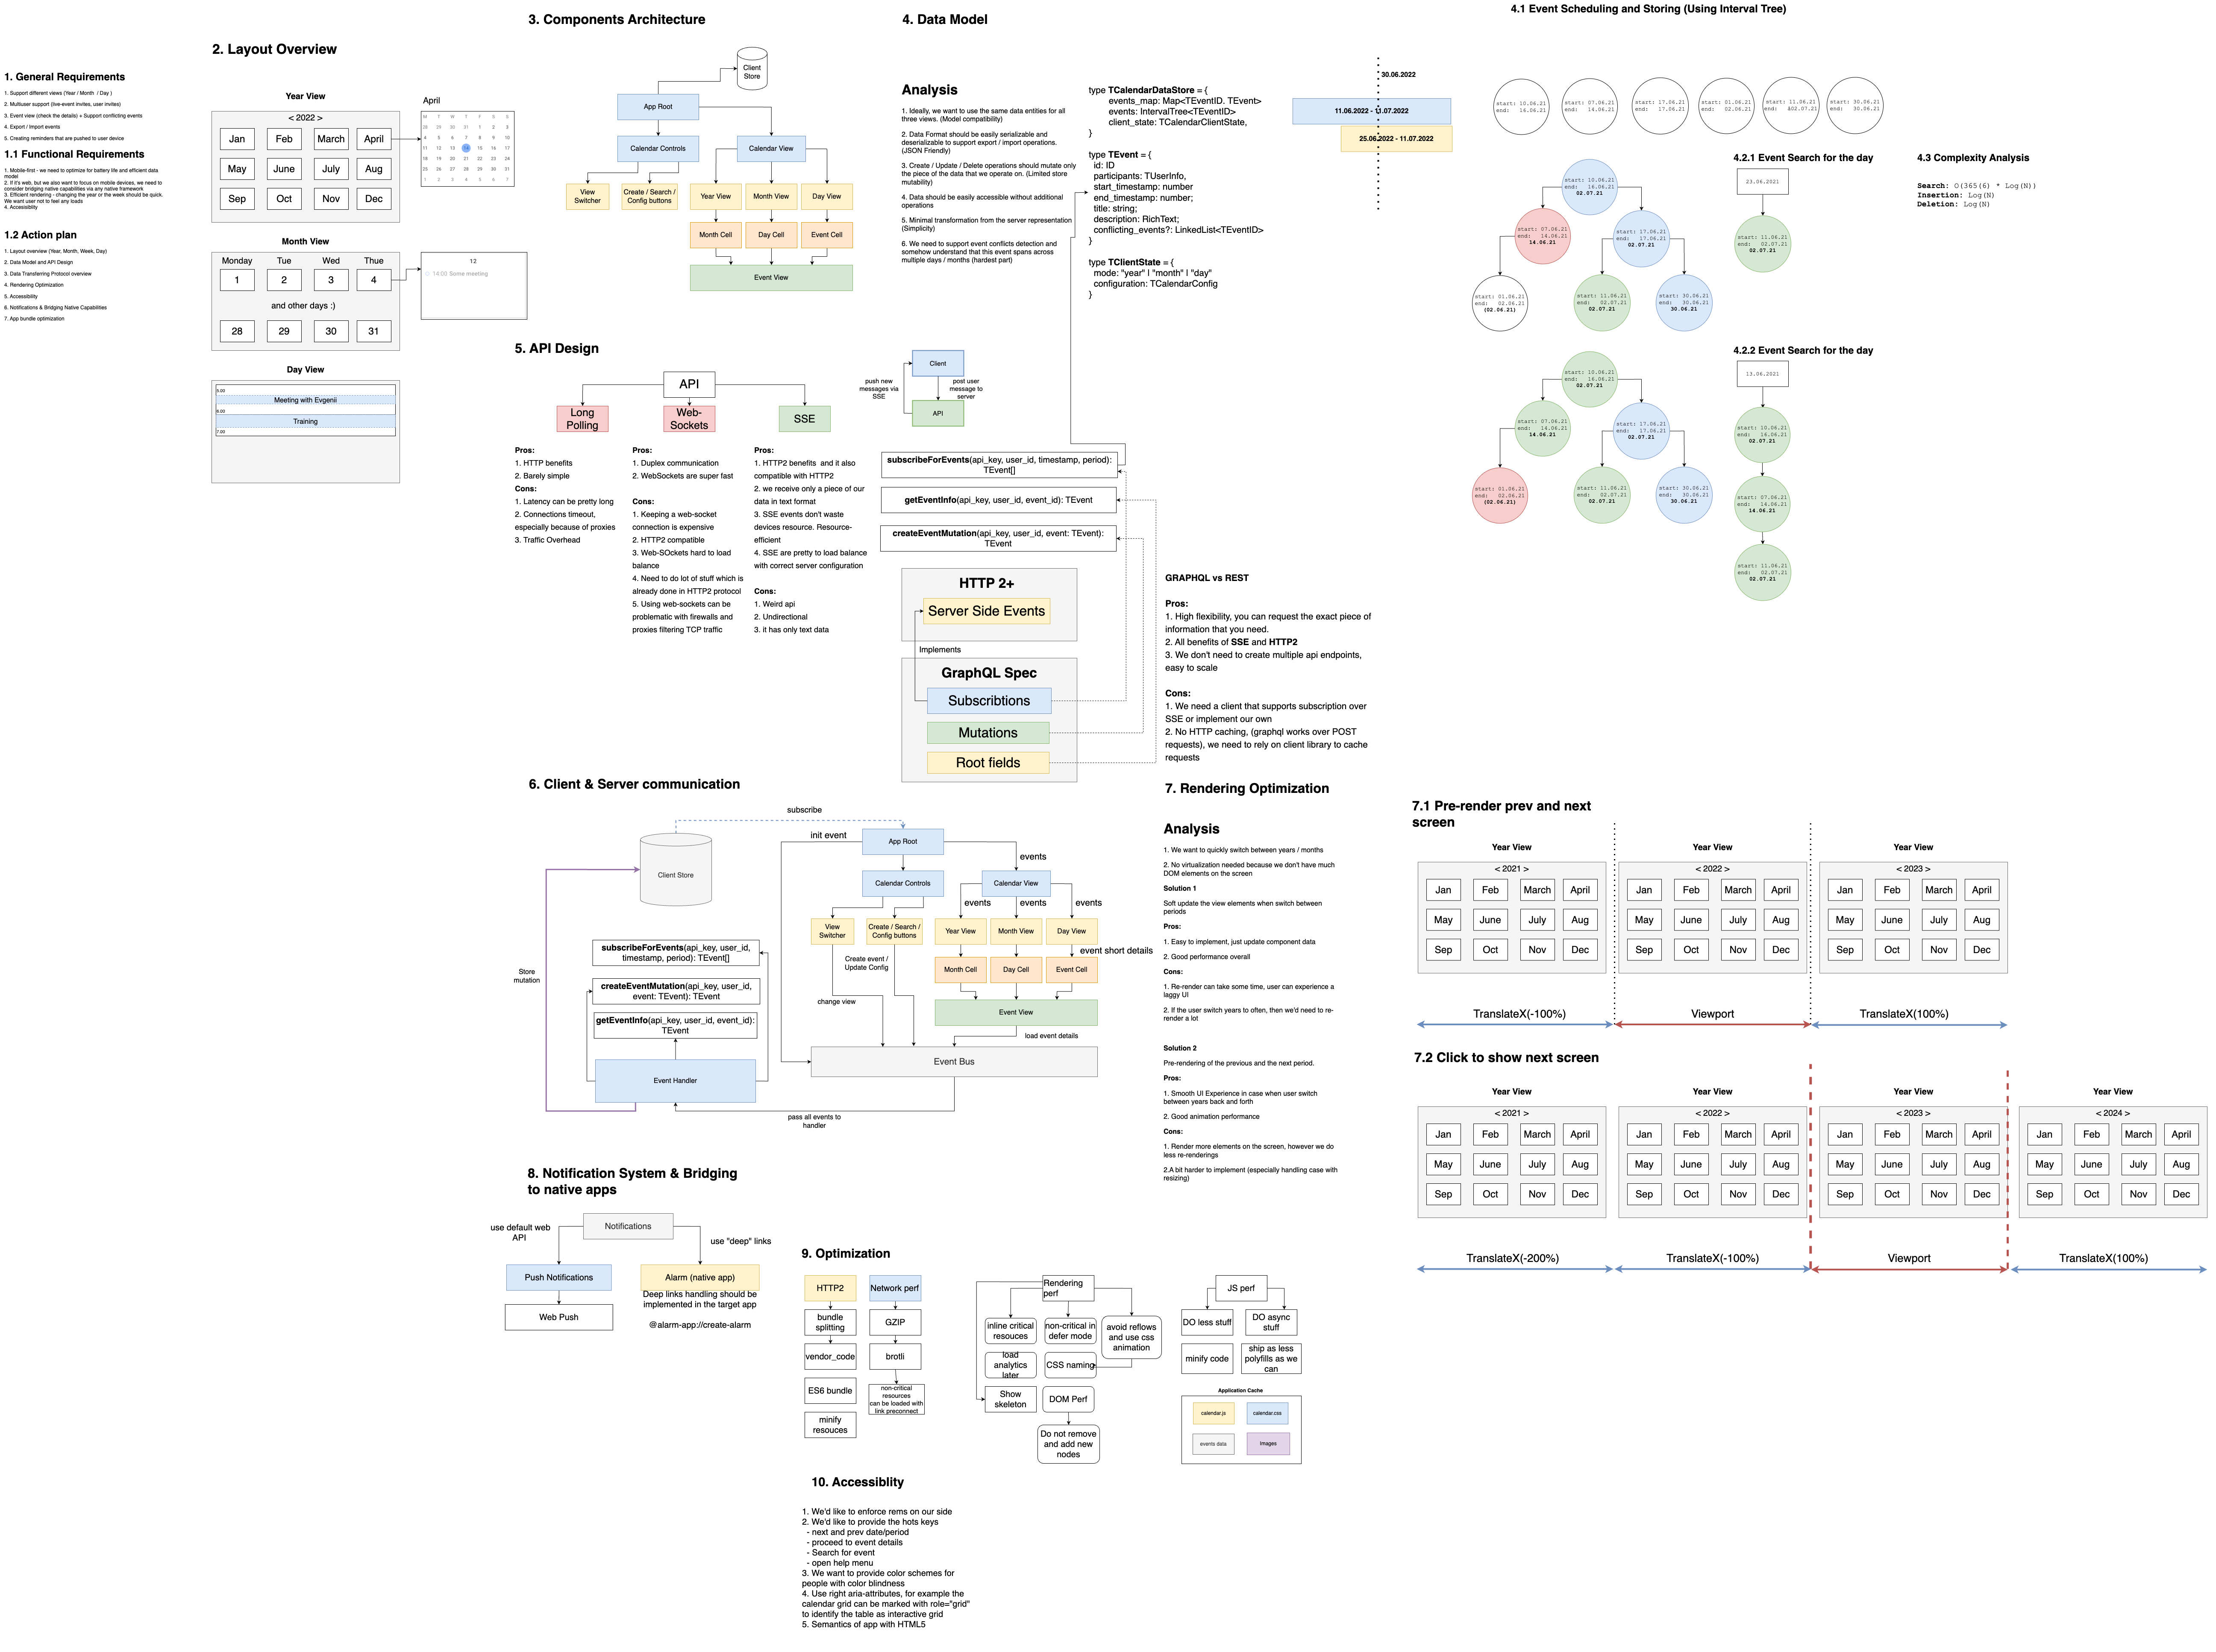 1. General Requirements
1. Support different views (Year / Month / Day )
2. Multiuser support (live-event invites, user invites)
3. Event view (check the details) + Support conflicting events
4. Export / Import events
5. Creating reminders that are pushed to user device
1.1 Functional Requirements
1. Mobile-first - we need to optimize for battery life and efficient data
model
2. If it's web, but we also want to focus on mobile devices, we need to
consider bridging native capabilities via any native framework
3. Efficient rendering - changing the year or the week should be quick.
We want user not to feel any loads
4. Accessiblity
1.2 Action plan
1. Layout overview (Year, Month, Week, Day)
2. Data Model and API Design
3. Data Transferring Protocol overview
4. Rendering Optimization
5. Accessibility
6. Notifications & Bridging Native Capabilities
7. App bundle optimization
2. Layout Overview
Year View
< 2022 >
Jan Feb March April
May June July Aug
Sep Oct Nov Dec
April
M T W T F S S
28 29 30 31 1 2 3
4 5 6 7 8 9 10
11 12 13 14 15 16 17
18 19 20 21 22 23 24
25 26 27 28 29 30 31
1 2 3 4 5 6 7
Month View
Monday Tue Wed Thue
1 2 3 4
and other days :)
28 29 30 31
12
14:00 Some meeting
Day View
5.00
Meeting with Evgenii
6.00
Training
7.00
3. Components Architecture
Client
Store
App Root
Calendar Controls
Calendar View
View
Switcher
Create / Search /
Config buttons
Year View
Month View
Day View
Month Cell
Day Cell
Event Cell
Event View
4. Data Model
Analysis
1. Ideally, we want to use the same data entities for all
three views. (Model compatibility)
2. Data Format should be easily serializable and
deserializable to support export / import operations.
(JSON Friendly)
3. Create / Update / Delete operations should mutate only
the piece of the data that we operate on. (Limited store
mutability)
4. Data should be easily accessible without additional
operations
5. Minimal transformation from the server representation
(Simplicity)
6. We need to support event conflicts detection and
somehow understand that this event spans across
multiple days / months (hardest part)
type TCalendarDataStore = {
events_map: Map<TEventID. TEvent>
events: IntervalTree<TEventID>
client_state: TCalendarClientState,
}
type TEvent = {
id: ID
participants: TUserInfo,
start_timestamp: number
end_timestamp: number;
title: string;
description: RichText;
conflicting_events?: LinkedList<TEventID>
}
type TClientState = {
mode: "year" | "month" | "day"
configuration: TCalendarConfig
}
30.06.2022
11.06.2022 - 11.07.2022
25.06.2022 - 11.07.2022
4.1 Event Scheduling and Storing (Using Interval Tree)
start: 10.06.21
end: 16.06.21
start: 07.06.21
end: 14.06.21
start: 17.06.21
end: 17.06.21
start: 01.06.21
end: 02.06.21
start: 11.06.21
end: à02.07.21
start: 30.06.21
end: 30.06.21
start: 10.06.21
end: 16.06.21
02.07.21
start: 07.06.21
end: 14.06.21
14.06.21
start: 17.06.21
end: 17.06.21
02.07.21
start: 01.06.21
end: 02.06.21
(02.06.21)
start: 11.06.21
end: 02.07.21
02.07.21
start: 30.06.21
end: 30.06.21
30.06.21
4.2.1 Event Search for the day
23.06.2021
start: 11.06.21
end: 02.07.21
02.07.21
4.3 Complexity Analysis
Search: O(365(6) * Log(N))
Insertion: Log(N)
Deletion: Log(N)
start: 10.06.21
end: 16.06.21
02.07.21
start: 07.06.21
end: 14.06.21
14.06.21
start: 17.06.21
end: 17.06.21
02.07.21
start: 01.06.21
end: 02.06.21
(02.06.21)
start: 11.06.21
end: 02.07.21
02.07.21
start: 30.06.21
end: 30.06.21
30.06.21
4.2.2 Event Search for the day
13.06.2021
start: 10.06.21
end: 16.06.21
02.07.21
start: 07.06.21
end: 14.06.21
14.06.21
start: 11.06.21
end: 02.07.21
02.07.21
5. API Design
API
Long
Polling
Web-
Sockets
SSE
Pros:
1. HTTP benefits
2. Barely simple
Cons:
1. Latency can be pretty long
2. Connections timeout,
especially because of proxies
3. Traffic Overhead
Pros:
1. Duplex communication
2. WebSockets are super fast
Cons:
1. Keeping a web-socket
connection is expensive
2. HTTP2 compatible
3. Web-SOckets hard to load
balance
4. Need to do lot of stuff which is
already done in HTTP2 protocol
5. Using web-sockets can be
problematic with firewalls and
proxies filtering TCP traffic
Pros:
1. HTTP2 benefits and it also
compatible with HTTP2
2. we receive only a piece of our
data in text format
3. SSE events don't waste
devices resource. Resource-
efficient
4. SSE are pretty to load balance
with correct server configuration
Cons:
1. Weird api
2. Undirectional
3. it has only text data
Client
push new
messages via
SSE
post user
message to
server
API
subscribeForEvents(api_key, user_id, timestamp, period):
TEvent[]
getEventInfo(api_key, user_id, event_id): TEvent
createEventMutation(api_key, user_id, event: TEvent):
TEvent
HTTP 2+
Server Side Events
Implements
GraphQL Spec
Subscribtions
Mutations
Root fields
GRAPHQL vs REST
Pros:
1. High flexibility, you can request the exact piece of
information that you need.
2. All benefits of SSE and HTTP2
3. We don't need to create multiple api endpoints,
easy to scale
Cons:
1. We need a client that supports subscription over
SSE or implement our own
2. No HTTP caching, (graphql works over POST
requests), we need to rely on client library to cache
requests
6. Client & Server communication
subscribe
init event
Client Store
App Root
events
Calendar Controls
Calendar View
events
events
events
View
Switcher
Create / Search /
Config buttons
Year View
Month View
Day View
event short details
Create event /
Update Config
Month Cell
Day Cell
Event Cell
change view
Event View
load event details
Event Bus
subscribeForEvents(api_key, user_id,
timestamp, period): TEvent[]
createEventMutation(api_key, user_id,
event: TEvent): TEvent
getEventInfo(api_key, user_id, event_id):
TEvent
Store
mutation
Event Handler
pass all events to
handler
7. Rendering Optimization
Analysis
1. We want to quickly switch between years / months
2. No virtualization needed because we don't have much
DOM elements on the screen
Solution 1
Soft update the view elements when switch between
periods
Pros:
1. Easy to implement, just update component data
2. Good performance overall
Cons:
1. Re-render can take some time, user can experience a
laggy UI
2. If the user switch years to often, then we'd need to re-
render a lot
Solution 2
Pre-rendering of the previous and the next period.
Pros:
1. Smooth UI Experience in case when user switch
between years back and forth
2. Good animation performance
Cons:
1. Render more elements on the screen, however we do
less re-renderings
2.A bit harder to implement (especially handling case with
resizing)
7.1 Pre-render prev and next
screen
Year View Year View Year View
< 2021 > < 2022 > < 2023 >
Jan Feb March April Jan Feb March April Jan Feb March April
May June July Aug May June July Aug May June July Aug
Sep Oct Nov Dec Sep Oct Nov Dec Sep Oct Nov Dec
TranslateX(-100%) Viewport TranslateX(100%)
7.2 Click to show next screen
Year View Year View Year View Year View
< 2021 > < 2022 > < 2023 > < 2024 >
Jan Feb March April Jan Feb March April Jan Feb March April Jan Feb March April
May June July Aug May June July Aug May June July Aug May June July Aug
Sep Oct Nov Dec Sep Oct Nov Dec Sep Oct Nov Dec Sep Oct Nov Dec
TranslateX(-200%) TranslateX(-100%) Viewport TranslateX(100%)
8. Notification System & Bridging
to native apps
Notifications
use default web
API
use "deep" links
Push Notifications
Alarm (native app)
Web Push
Deep links handling should be
implemented in the target app
@alarm-app://create-alarm
9. Optimization
HTTP2
bundle
splitting
vendor_code
ES6 bundle
minify
resouces
Network perf
GZIP
brotli
non-critical
resources
can be loaded with
link preconnect
Rendering
perf
inline critical
resouces
non-critical in
defer mode
avoid reflows
and use css
animation
load
analytics
later
CSS naming
Show
skeleton
DOM Perf
Do not remove
and add new
nodes
JS perf
DO less stuff
DO async
stuff
minify code
ship as less
polyfills as we
can
Application Cache
calendar.js
calendar.css
events data
Images
10. Accessiblity
1. We'd like to enforce rems on our side
2. We'd like to provide the hots keys
- next and prev date/period
- proceed to event details
- Search for event
- open help menu
3. We want to provide color schemes for
people with color blindness
4. Use right aria-attributes, for example the
calendar grid can be marked with role="grid"
to identify the table as interactive grid
5. Semantics of app with HTML5